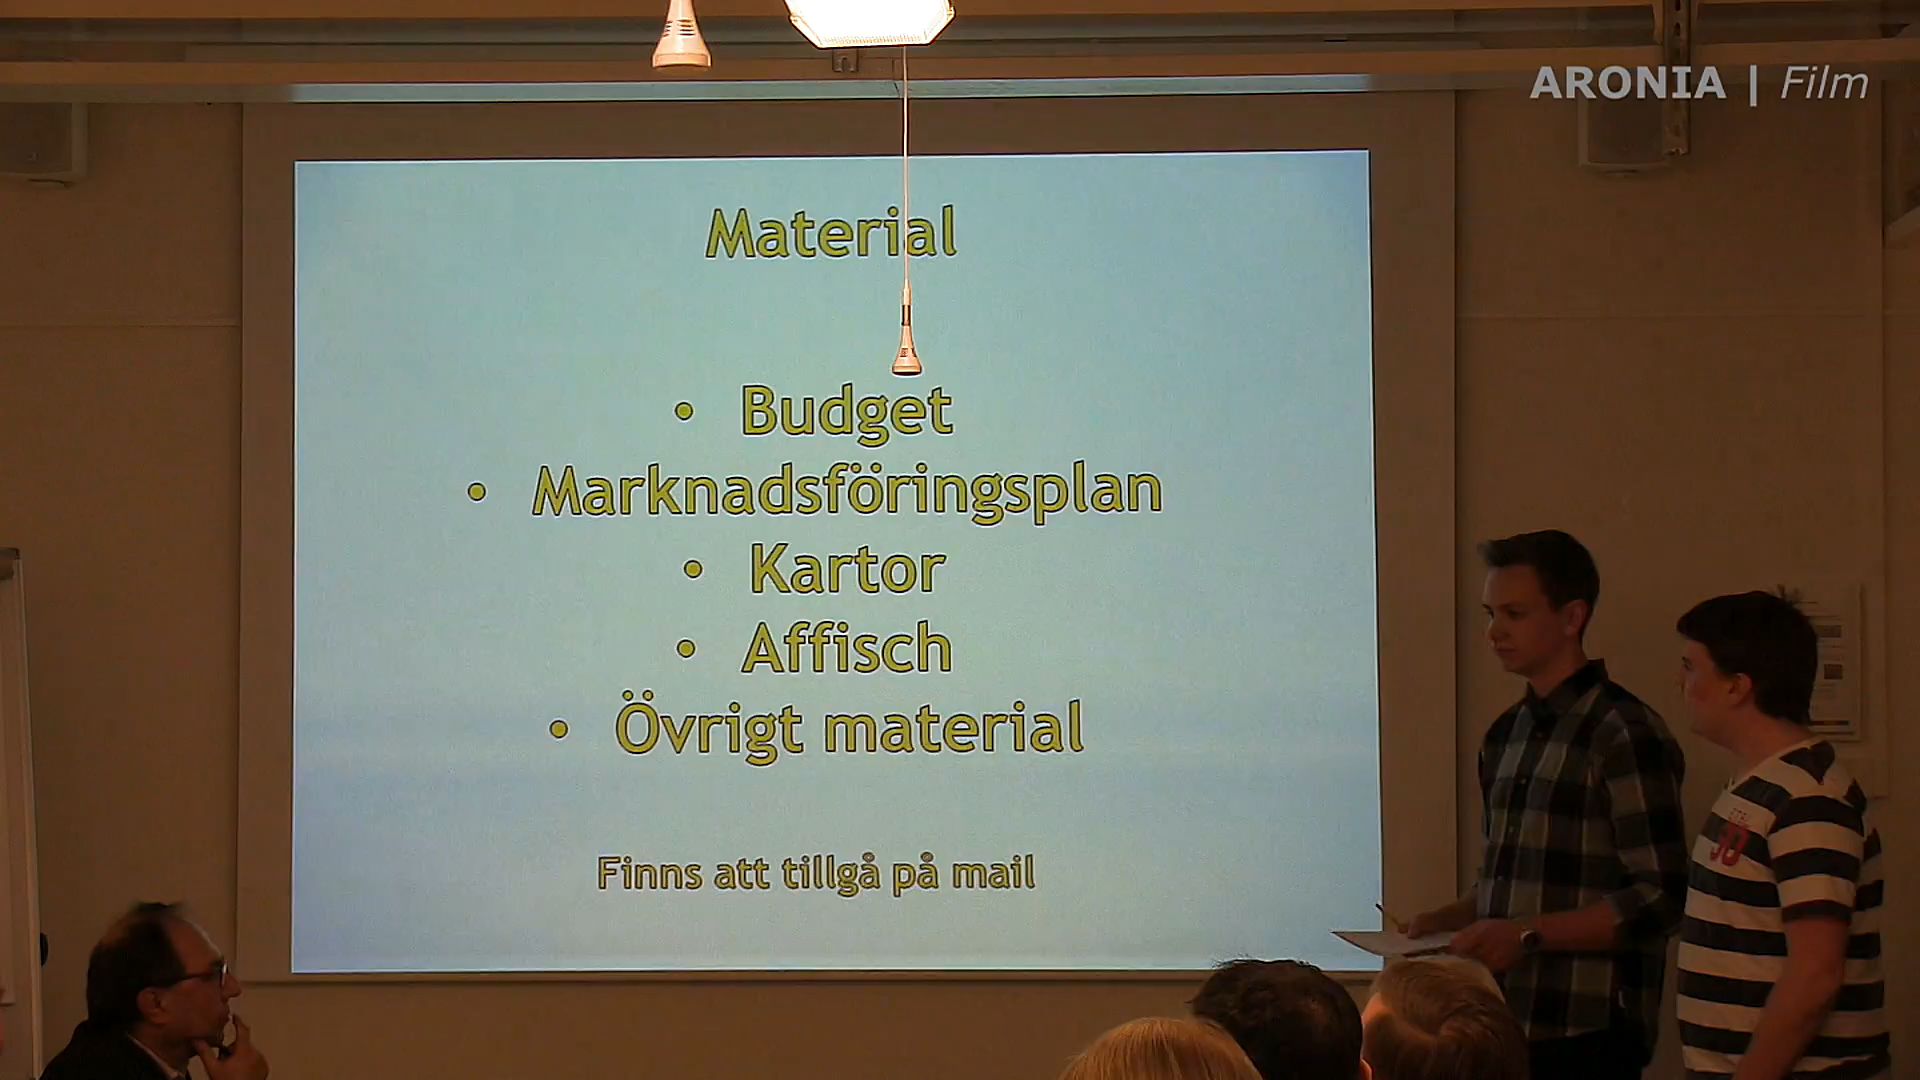 ARONIA | Film
Material
• Budget
• Marknadsföringsplan
• Kartor
• Affisch
• Övrigt material
Finns att tillgå på mail